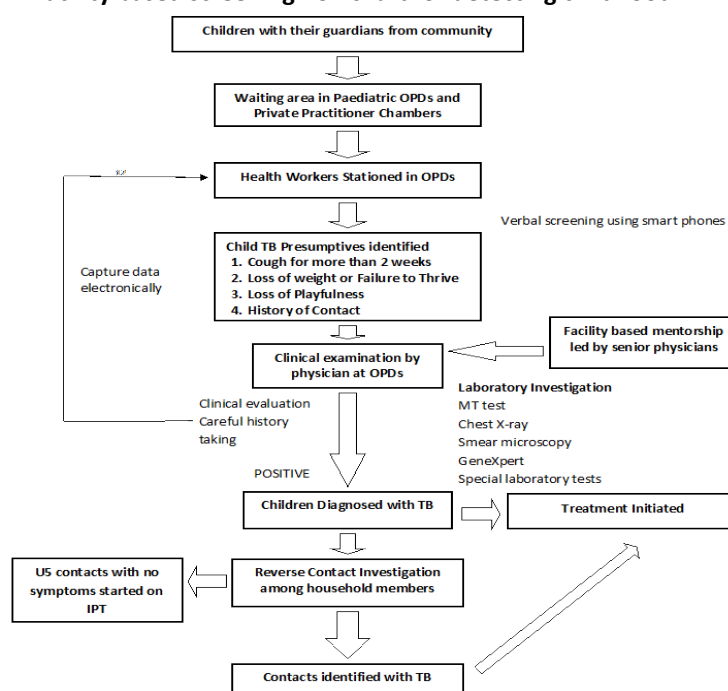 Children with their guardians from community
Waiting area in Paediatric OPDs and
Private Practitioner Chambers
Health Workers Stationed in OPDs
Verbal screening using smart phones
Child TB Presumptives identified
1. Cough for more than 2 weeks
2. Loss of weight or Failure to Thrive
3. Loss of Playfulness
4. History of Contact
Capture data
electronically
Facility based mentorship
led by senior physicians
Clinical examination by
physician at OPDs
Laboratory Investigation
MT test
Chest X-ray
Smear microscopy
GeneXpert
Special laboratory tests
Clinical evaluation
Careful history
taking
POSITIVE
Children Diagnosed with TB
Treatment Initiated
U5 contacts with no
symptoms started on
IPT
Reverse Contact Investigation
among household members
Contacts identified with TB